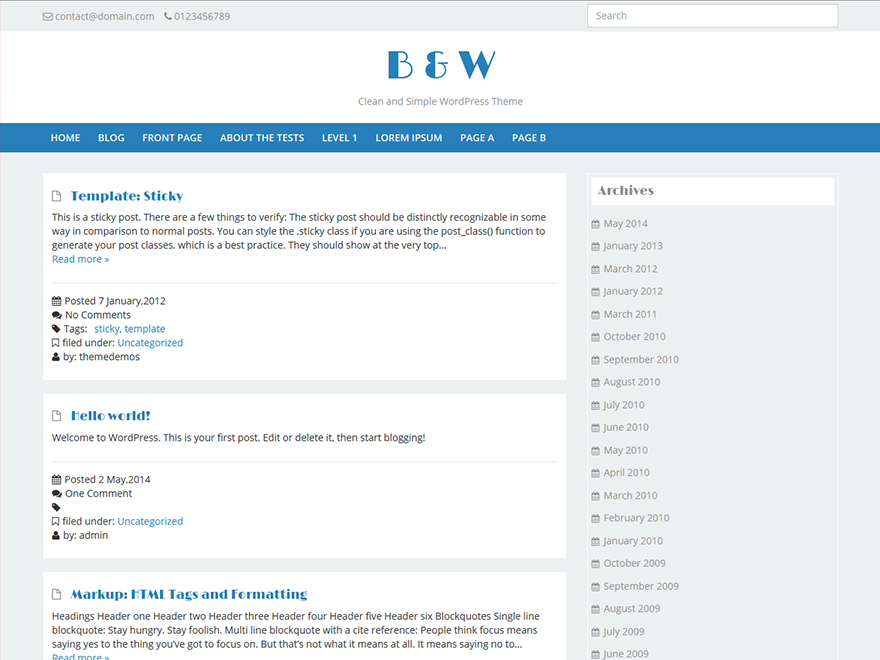 contact@domain.com 0123456789
Search
B & W
Clean and Simple WordPress Theme
HOME BLOG FRONT PAGE ABOUT THE TESTS LEVEL 1 LOREM IPSUM PAGE A PAGE B
Template: Sticky
This is a sticky post. There are a few things to verify: The sticky post should be distinctly recognizable in some
way in comparison to normal posts. You can style the .sticky class if you are using the post_class() function to
generate your post classes, which is a best practice. They should show at the very top...
Read more »
Posted 7 January,2012
No Comments
Tags: sticky, template
filed under: Uncategorized
by: themedemos
Hello world!
Welcome to WordPress. This is your first post. Edit or delete it, then start blogging!
Posted 2 May,2014
One Comment
filed under: Uncategorized
by: admin
Markup: HTML Tags and Formatting
Headings Header one Header two Header three Header four Header five Header six Blockquotes Single line
blockquote: Stay hungry. Stay foolish. Multi line blockquote with a cite reference: People think focus means
saying yes to the thing you've got to focus on. But that's not what it means at all. It means saying no to...
Read more »
Archives
May 2014
January 2013
March 2012
January 2012
March 2011
October 2010
September 2010
August 2010
July 2010
June 2010
May 2010
April 2010
March 2010
February 2010
January 2010
October 2009
September 2009
August 2009
July 2009
June 2009